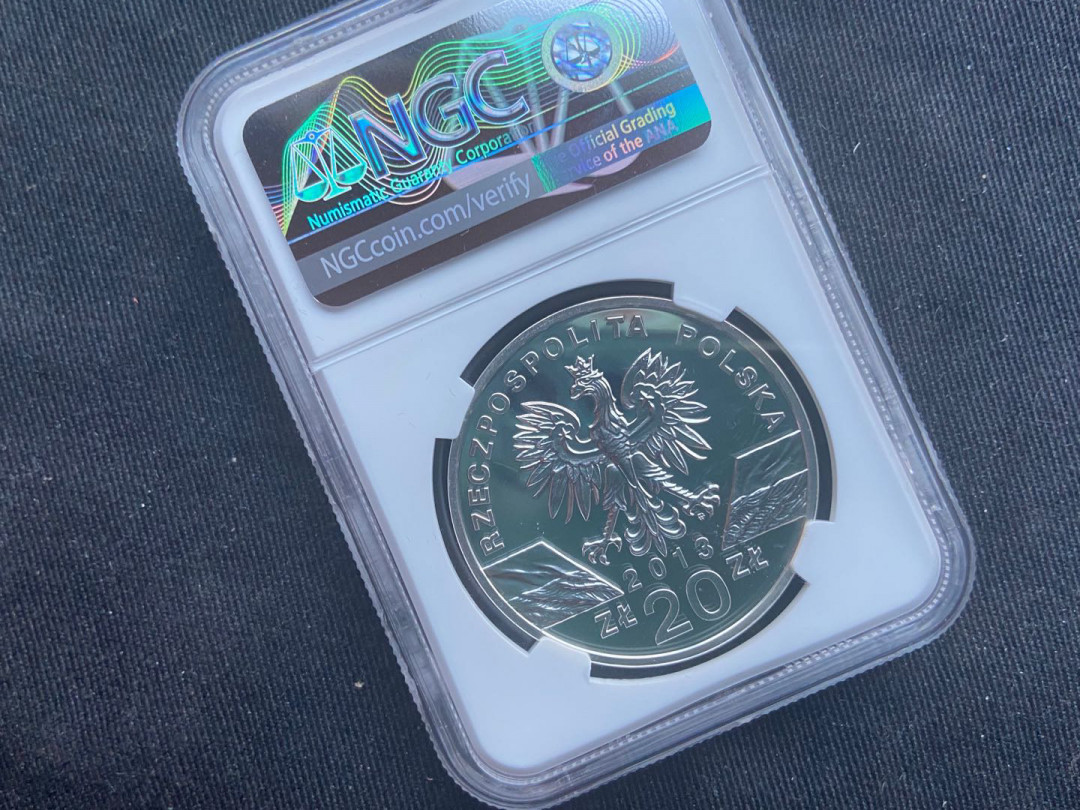 NGC
Numismatic Guaranty Corporation
The Official Grading
Service of the ANA
NGCcoin.com/verify
RZECZPOSPOLITA POLSKA
2013
ZŁ 20 ZŁ